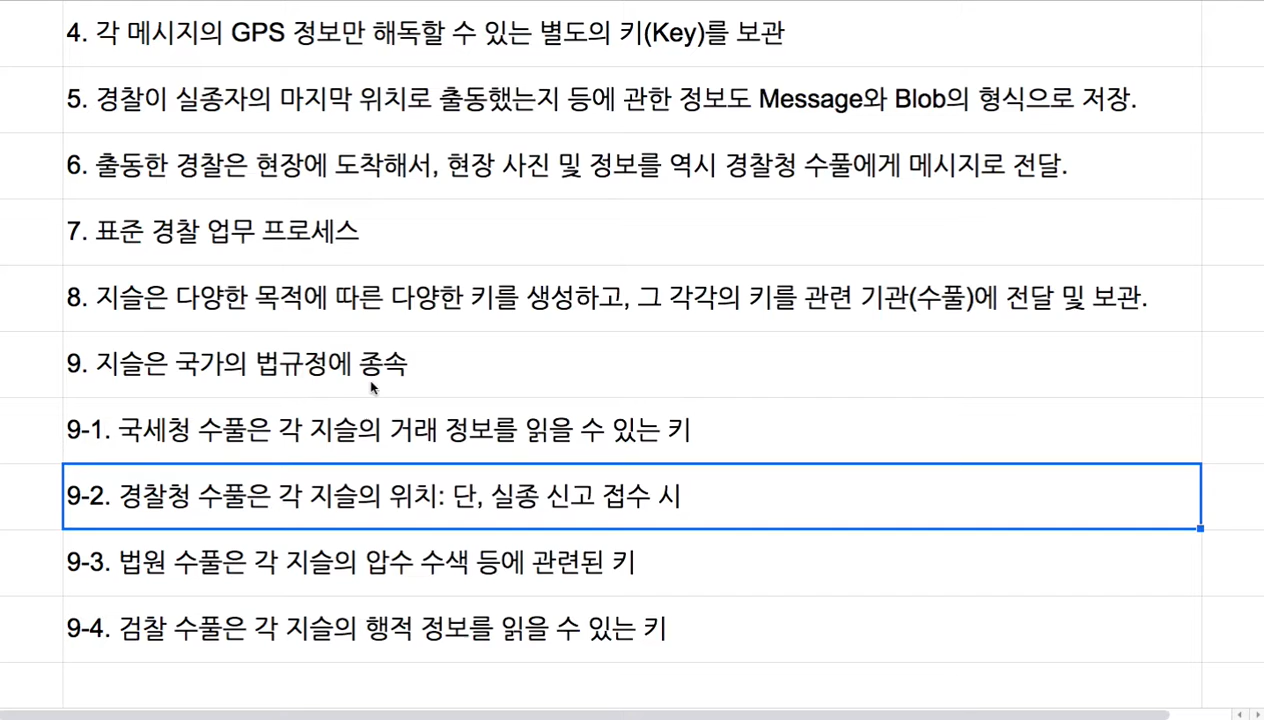 4. 각 메시지의 GPS 정보만 해독할 수 있는 별도의 키(Key)를 보관
5. 경찰이 실종자의 마지막 위치로 출동했는지 등에 관한 정보도 Message와 Blob의 형식으로 저장.
6. 출동한 경찰은 현장에 도착해서, 현장 사진 및 정보를 역시 경찰청 수풀에게 메시지로 전달.
7. 표준 경찰 업무 프로세스
8. 지슬은 다양한 목적에 따른 다양한 키를 생성하고, 그 각각의 키를 관련 기관(수풀)에 전달 및 보관.
9. 지슬은 국가의 법규정에 종속
9-1. 국세청 수풀은 각 지슬의 거래 정보를 읽을 수 있는 키
9-2. 경찰청 수풀은 각 지슬의 위치: 단, 실종 신고 접수 시
9-3. 법원 수풀은 각 지슬의 압수 수색 등에 관련된 키
9-4. 검찰 수풀은 각 지슬의 행적 정보를 읽을 수 있는 키